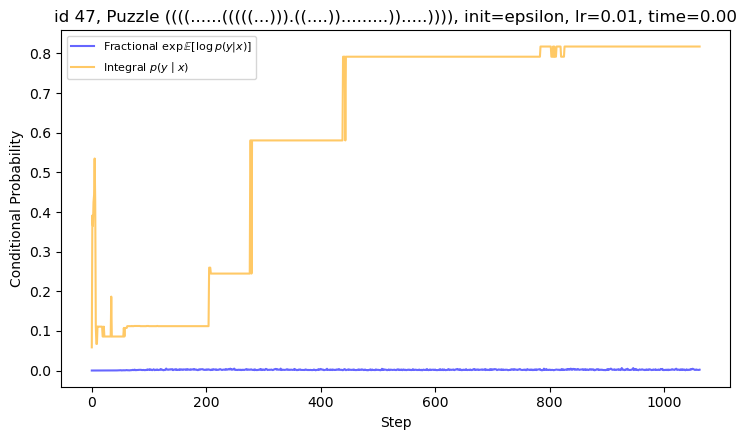 id 47, Puzzle ((((......(((((...))).((....)).........)).....)))), init=epsilon, lr=0.01, time=0.00
Fractional exp𝔼[log p(y|x)]
Integral p(y | x)
Conditional Probability
0.8
0.7
0.6
0.5
0.4
0.3
0.2
0.1
0.0
0 200 400 600 800 1000
Step